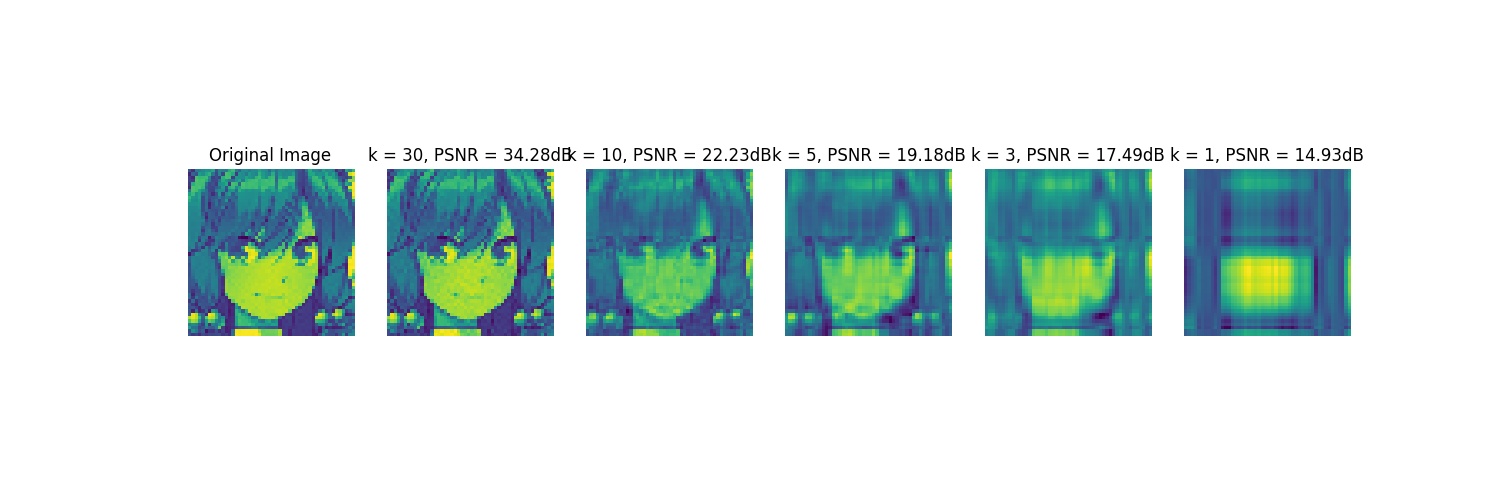 Original Image
k = 30, PSNR = 34.28dB
k = 10, PSNR = 22.23dB
k = 5, PSNR = 19.18dB
k = 3, PSNR = 17.49dB
k = 1, PSNR = 14.93dB